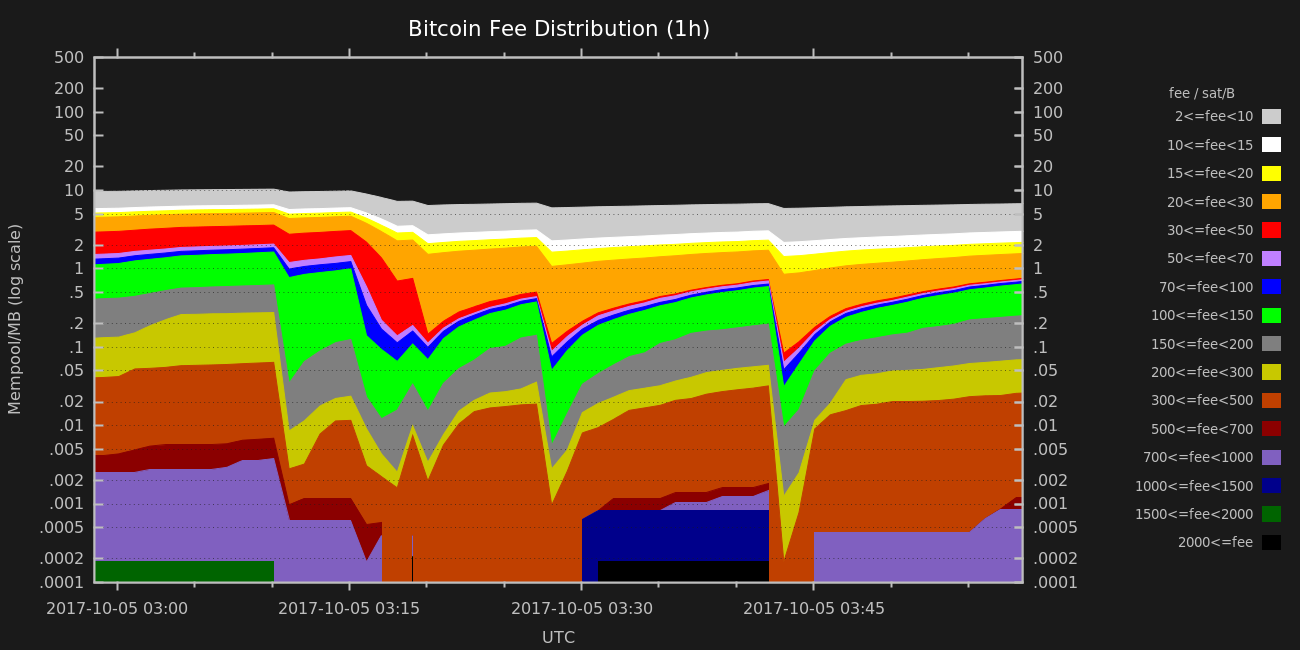 Bitcoin Fee Distribution (1h)
Mempool/MB (log scale)
500
200
100
50
20
10
5
2
1
.5
.2
.1
.05
.02
.01
.005
.002
.001
.0005
.0002
.0001
500
200
100
50
20
10
5
2
1
.5
.2
.1
.05
.02
.01
.005
.002
.001
.0005
.0002
.0001
2017-10-05 03:00
2017-10-05 03:15
2017-10-05 03:30
2017-10-05 03:45
UTC
fee / sat/B
2<=fee<10
10<=fee<15
15<=fee<20
20<=fee<30
30<=fee<50
50<=fee<70
70<=fee<100
100<=fee<150
150<=fee<200
200<=fee<300
300<=fee<500
500<=fee<700
700<=fee<1000
1000<=fee<1500
1500<=fee<2000
2000<=fee